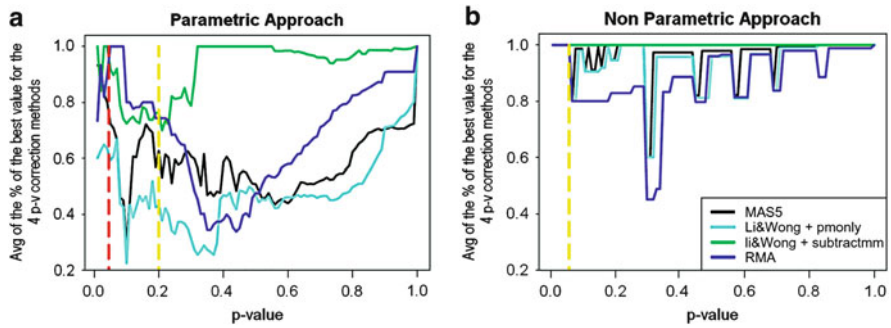 a
Parametric Approach
Avg of the % of the best value for the
4 p-v correction methods
1.0
0.8
0.6
0.4
0.2
0.0 0.2 0.4 0.6 0.8 1.0
p-value
b
Non Parametric Approach
Avg of the % of the best value for the
4 p-v correction methods
1.0
0.8
0.6
0.4
0.2
MAS5
Li&Wong + pmonly
li&Wong + subtractmm
RMA
0.0 0.2 0.4 0.6 0.8 1.0
p-value